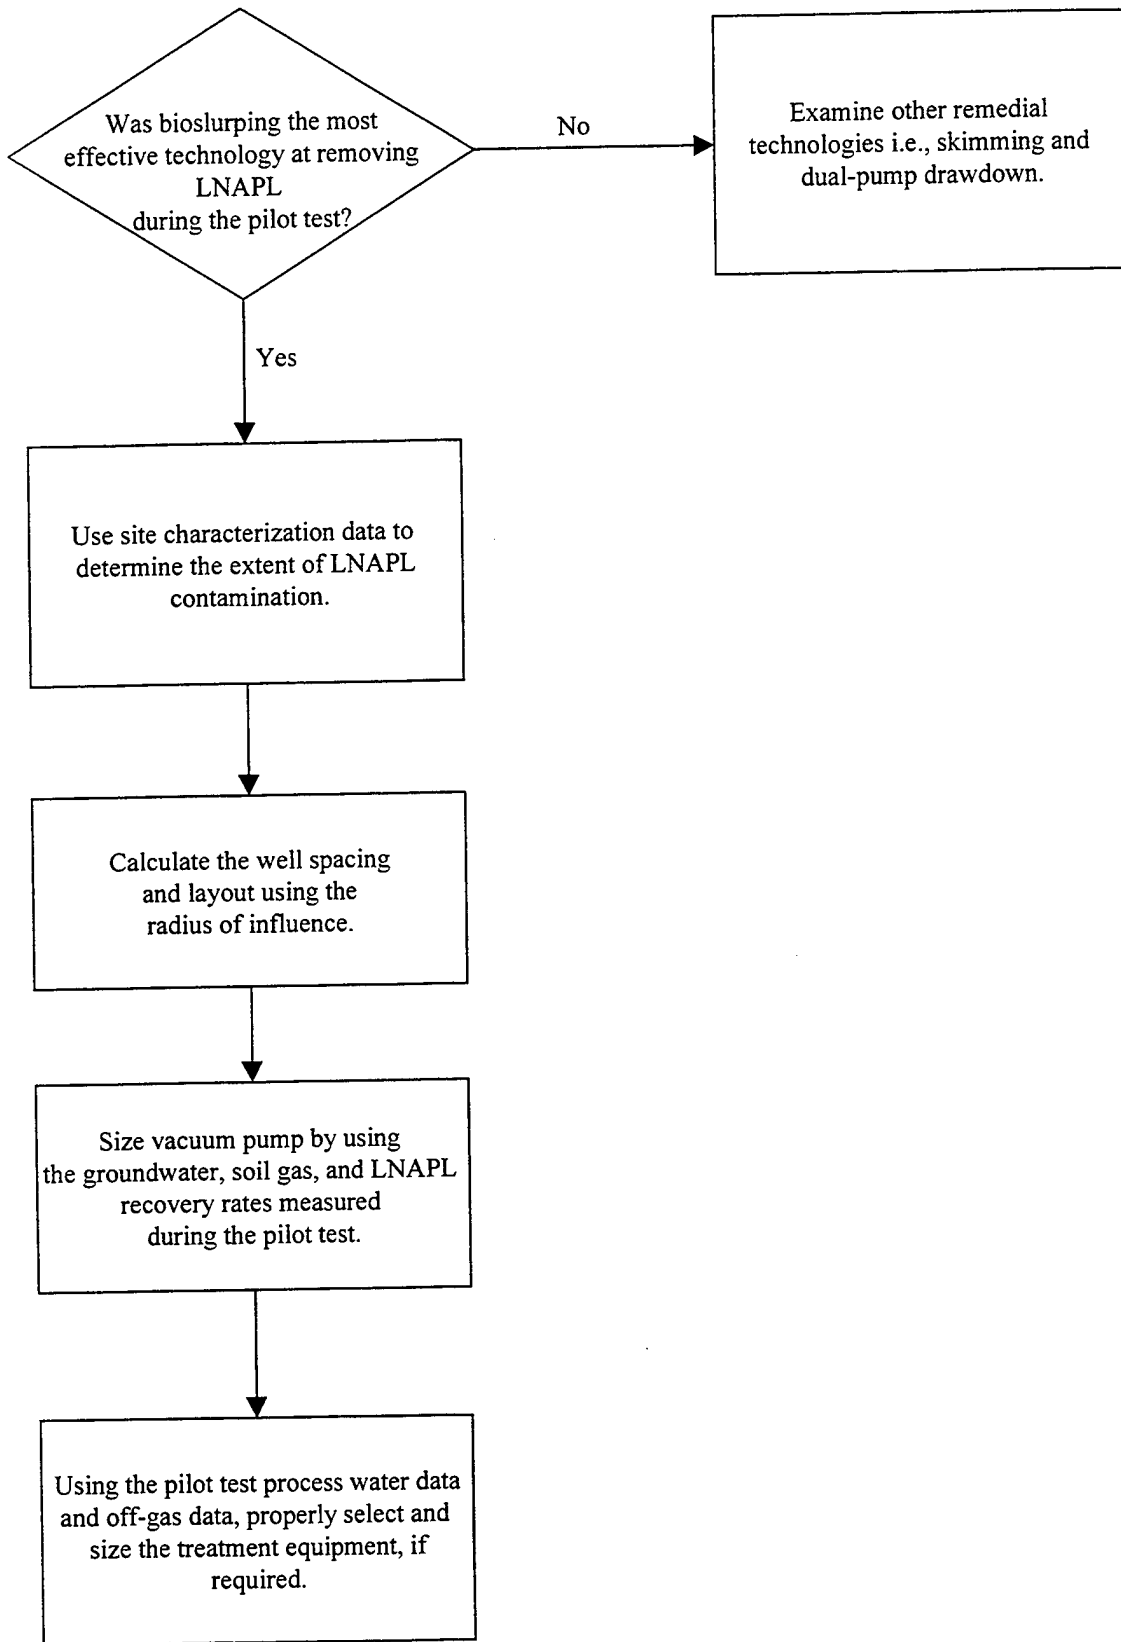 Was bioslurping the most
effective technology at removing
LNAPL
during the pilot test?
No
Examine other remedial
technologies i.e., skimming and
dual-pump drawdown.
Yes
Use site characterization data to
determine the extent of LNAPL
contamination.
Calculate the well spacing
and layout using the
radius of influence.
Size vacuum pump by using
the groundwater, soil gas, and LNAPL
recovery rates measured
during the pilot test.
Using the pilot test process water data
and off-gas data, properly select and
size the treatment equipment, if
required.